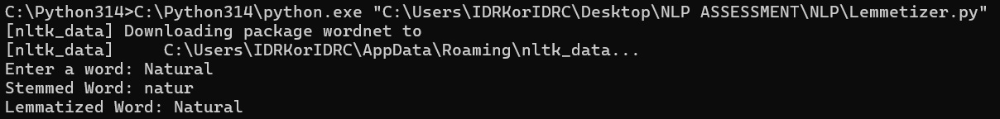 C:\Python314>C:\Python314\python.exe "C:\Users\IDRKorIDRC\Desktop\NLP ASSESSMENT\NLP\Lemmetizer.py"
[nltk_data] Downloading package wordnet to
[nltk_data]     C:\Users\IDRKorIDRC\AppData\Roaming\nltk_data...
Enter a word: Natural
Stemmed Word: natur
Lemmatized Word: Natural